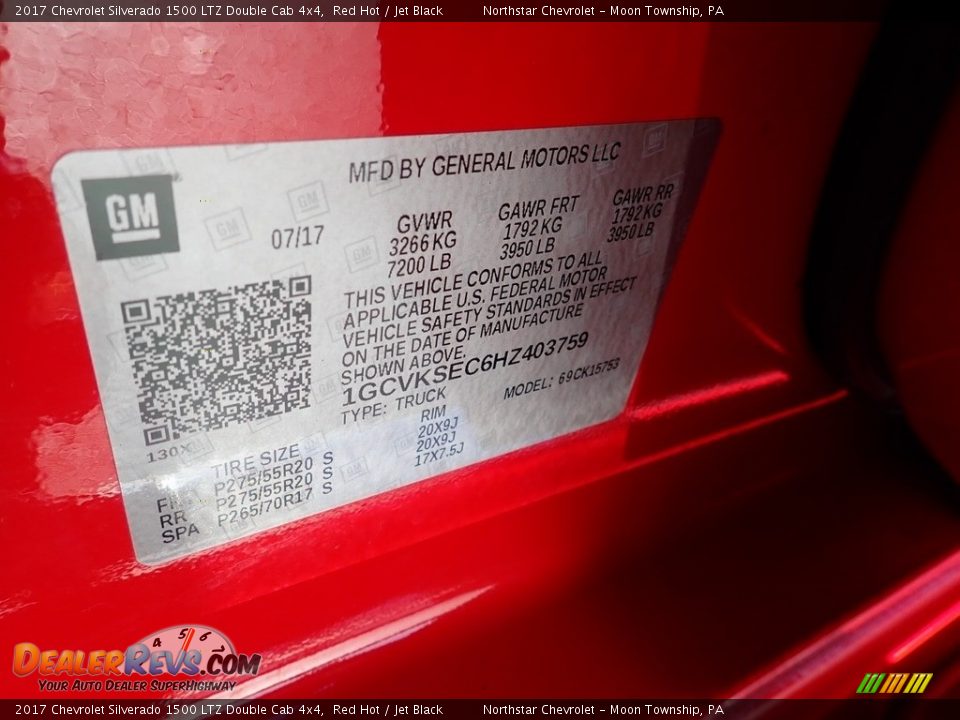 2017 Chevrolet Silverado 1500 LTZ Double Cab 4x4, Red Hot / Jet Black Northstar Chevrolet - Moon Township, PA
MFD BY GENERAL MOTORS LLC
GM
07/17
GVWR GAWR FRT GAWR RR
3266 KG 1792 KG 1792 KG
7200 LB 3950 LB 3950 LB
THIS VEHICLE CONFORMS TO ALL
APPLICABLE U.S. FEDERAL MOTOR
VEHICLE SAFETY STANDARDS IN EFFECT
ON THE DATE OF MANUFACTURE
SHOWN ABOVE.
1GCVKSEC6HZ403759
TYPE: TRUCK MODEL: 69CK15753
130X
TIRE SIZE RIM
P275/55R20 S 20X9J
RR P275/55R20 S 20X9J
SPA P265/70R17 S 17X7.5J
4 5 6
DEALERREVS.COM
YOUR AUTO DEALER SUPERHIGHWAY
2017 Chevrolet Silverado 1500 LTZ Double Cab 4x4, Red Hot / Jet Black Northstar Chevrolet - Moon Township, PA